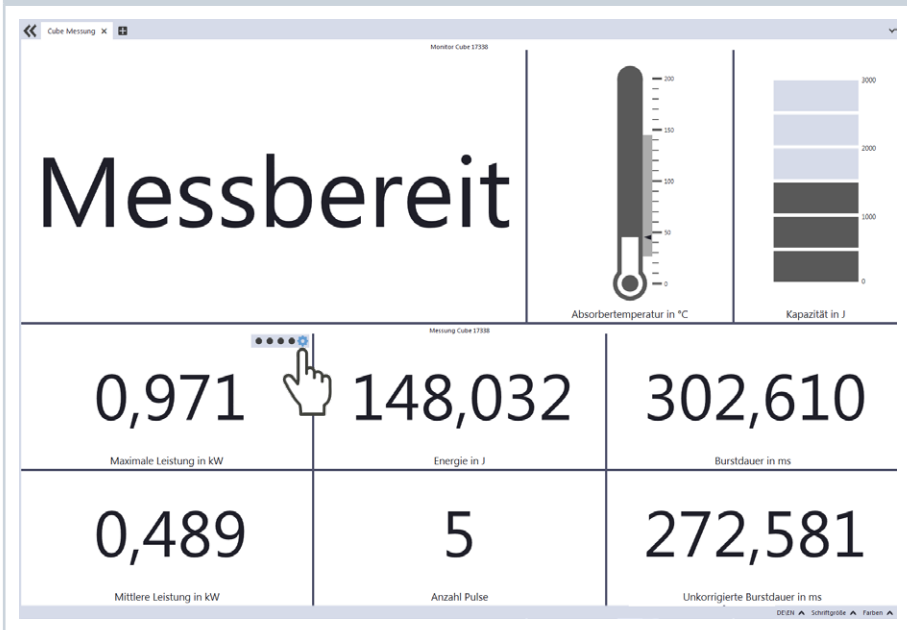 Cube Messung
Monitor Cube 17338
Messbereit
200
150
100
50
0
Absorbertemperatur in °C
3000
2000
1000
0
Kapazität in J
Messung Cube 17338
0,971
Maximale Leistung in kW
148,032
Energie in J
302,610
Burstdauer in ms
0,489
Mittlere Leistung in kW
5
Anzahl Pulse
272,581
Unkorrigierte Burstdauer in ms
DE\EN Schriftgröße Farben